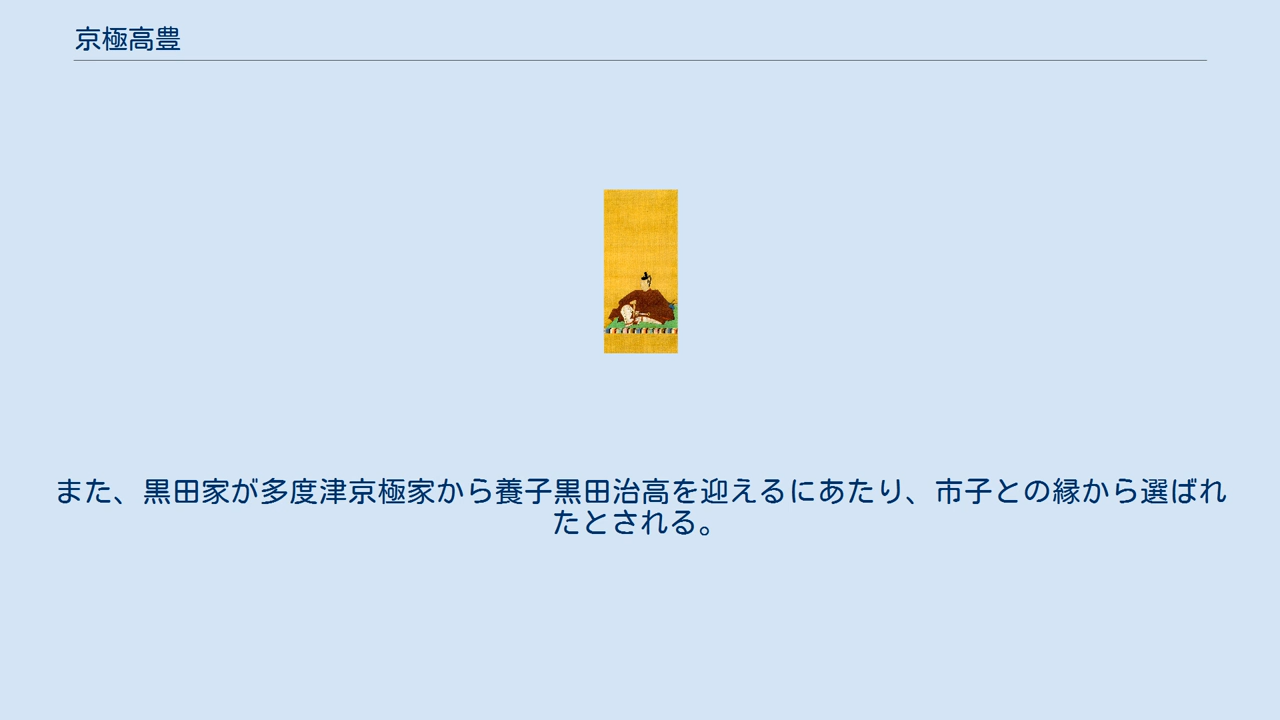 京極高豊
また、黒田家が多度津京極家から養子黒田治高を迎えるにあたり、市子との縁から選ばれ
たとされる。